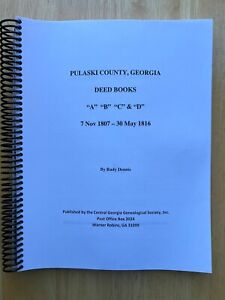 PULASKI COUNTY, GEORGIA
DEED BOOKS
"A" "B" "C" & "D"
7 Nov 1807 – 30 May 1816
By Rudy Dennis
Published by the Central Georgia Genealogical Society, Inc.
Post Office Box 2024
Warner Robins, GA 31099